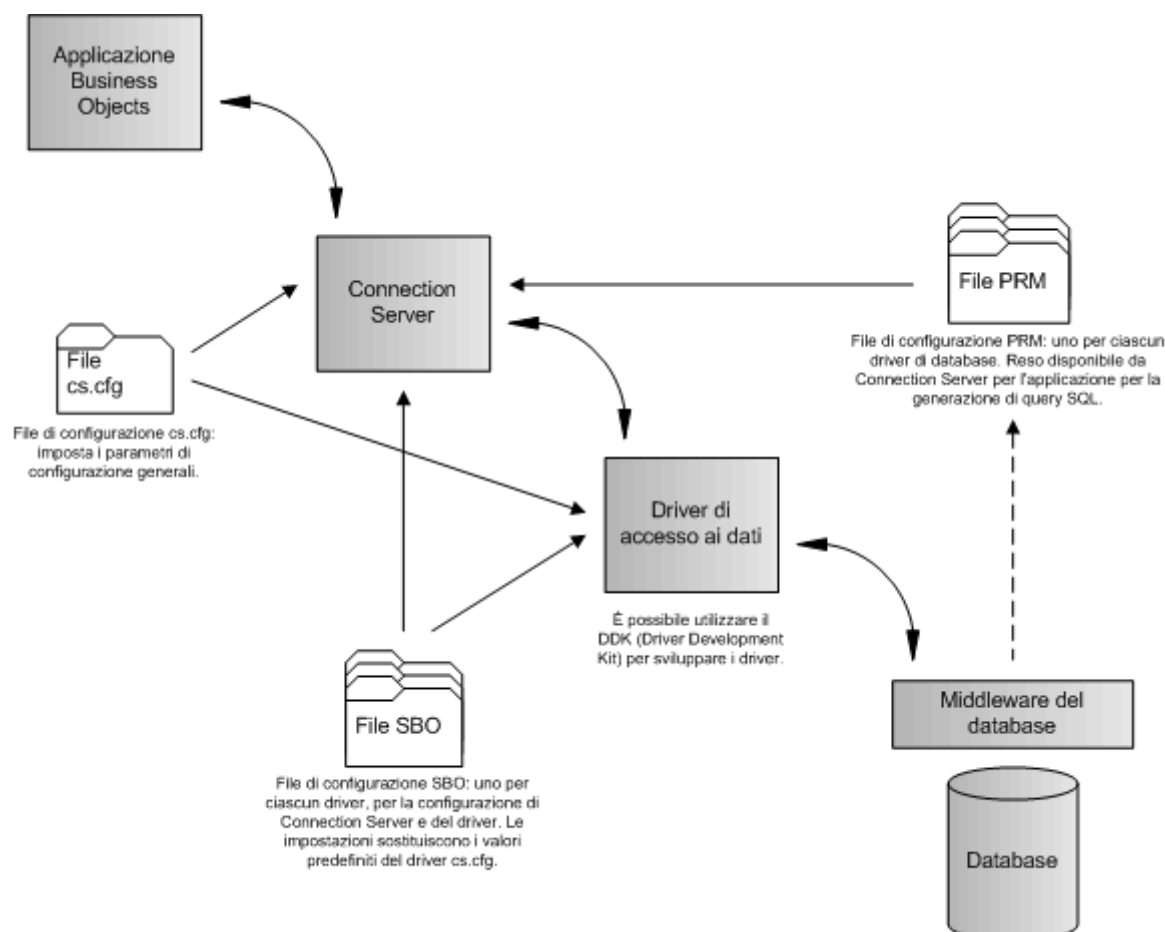 Applicazione
Business
Objects
Connection
Server
File PRM
File di configurazione PRM: uno per ciascun
driver di database. Reso disponibile da
Connection Server per l'applicazione per la
generazione di query SQL.
File
cs.cfg
File di configurazione cs.cfg:
imposta i parametri di
configurazione generali.
Driver di
accesso ai dati
É possibile utilizzare il
DDK (Driver Development
Kit) per sviluppare i driver.
File SBO
File di configurazione SBO: uno per
ciascun driver, per la configurazione di
Connection Server e del driver. Le
impostazioni sostituiscono i valori
predefiniti del driver cs.cfg.
Middleware del
database
Database